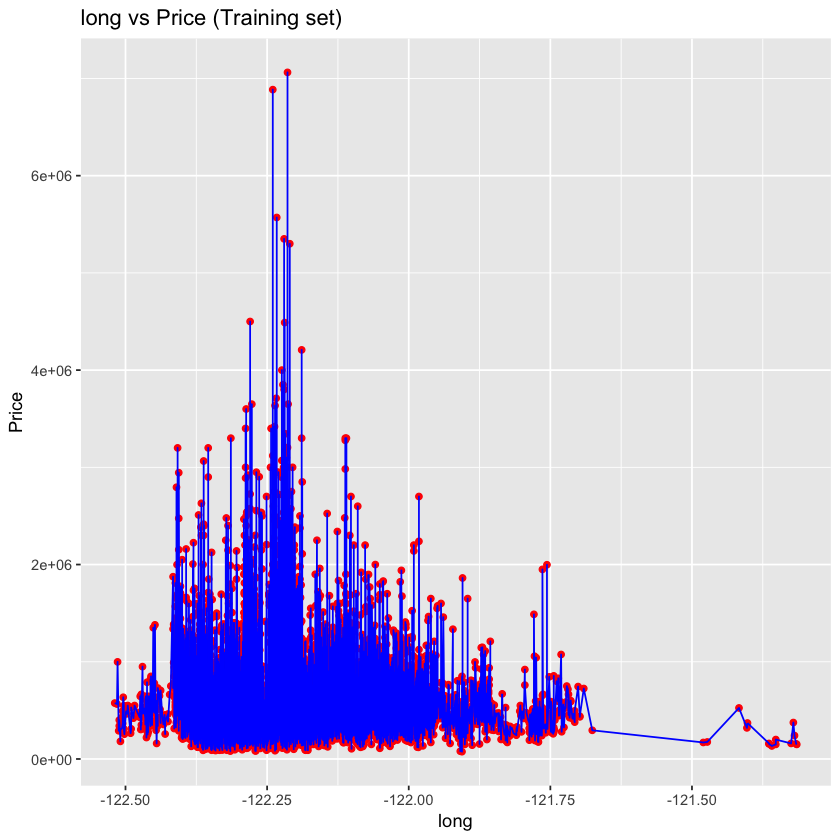 long vs Price (Training set)
Price
6e+06
4e+06
2e+06
0e+00
-122.50
-122.25
-122.00
-121.75
-121.50
long